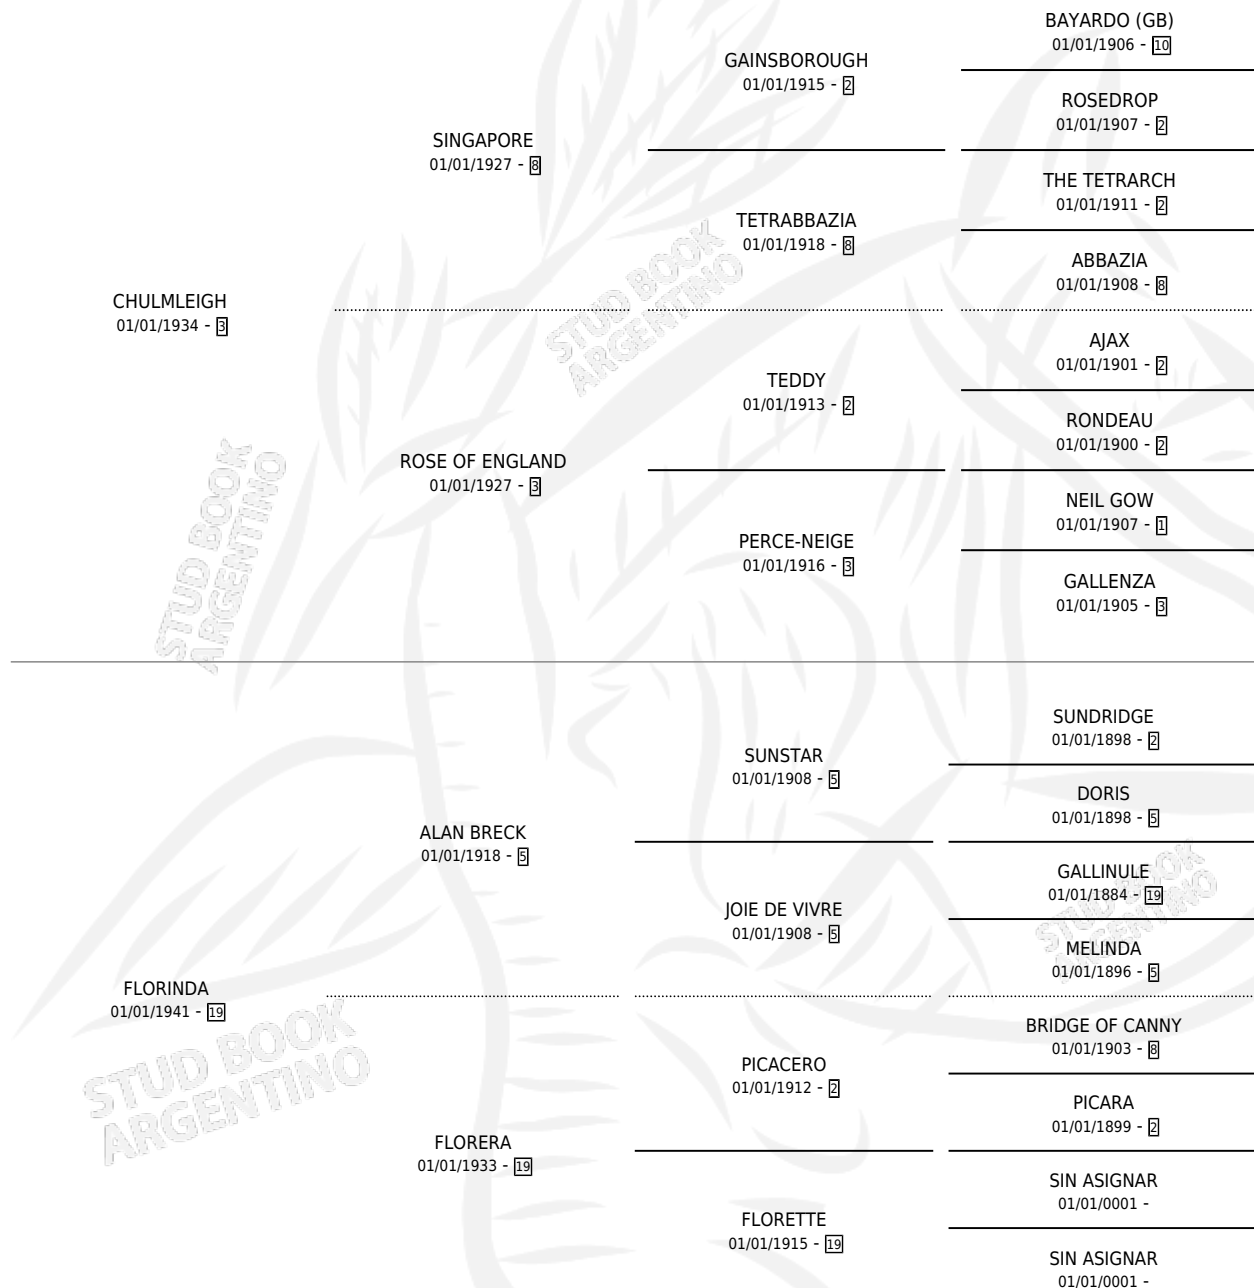 BAYARDO (GB)
01/01/1906 - 10
GAINSBOROUGH
01/01/1915 - 2
ROSEDROP
01/01/1907 - 2
SINGAPORE
01/01/1927 - 8
THE TETRARCH
01/01/1911 - 2
TETRABBAZIA
01/01/1918 - 8
ABBAZIA
01/01/1908 - 8
CHULMLEIGH
01/01/1934 - 3
AJAX
01/01/1901 - 2
TEDDY
01/01/1913 - 2
RONDEAU
01/01/1900 - 2
ROSE OF ENGLAND
01/01/1927 - 3
NEIL GOW
01/01/1907 - 1
PERCE-NEIGE
01/01/1916 - 3
GALLENZA
01/01/1905 - 3
SUNDRIDGE
01/01/1898 - 2
SUNSTAR
01/01/1908 - 5
DORIS
01/01/1898 - 5
ALAN BRECK
01/01/1918 - 5
GALLINULE
01/01/1884 - 19
JOIE DE VIVRE
01/01/1908 - 5
MELINDA
01/01/1896 - 5
FLORINDA
01/01/1941 - 19
BRIDGE OF CANNY
01/01/1903 - 8
PICACERO
01/01/1912 - 2
PICARA
01/01/1899 - 2
FLORERA
01/01/1933 - 19
SIN ASIGNAR
01/01/0001 -
FLORETTE
01/01/1915 - 19
SIN ASIGNAR
01/01/0001 -
STUD BOOK
ARGENTINO
STUD BOOK
ARGENTINO
STUD BOOK
ARGENTINO
STUD BOOK
ARGENTINO